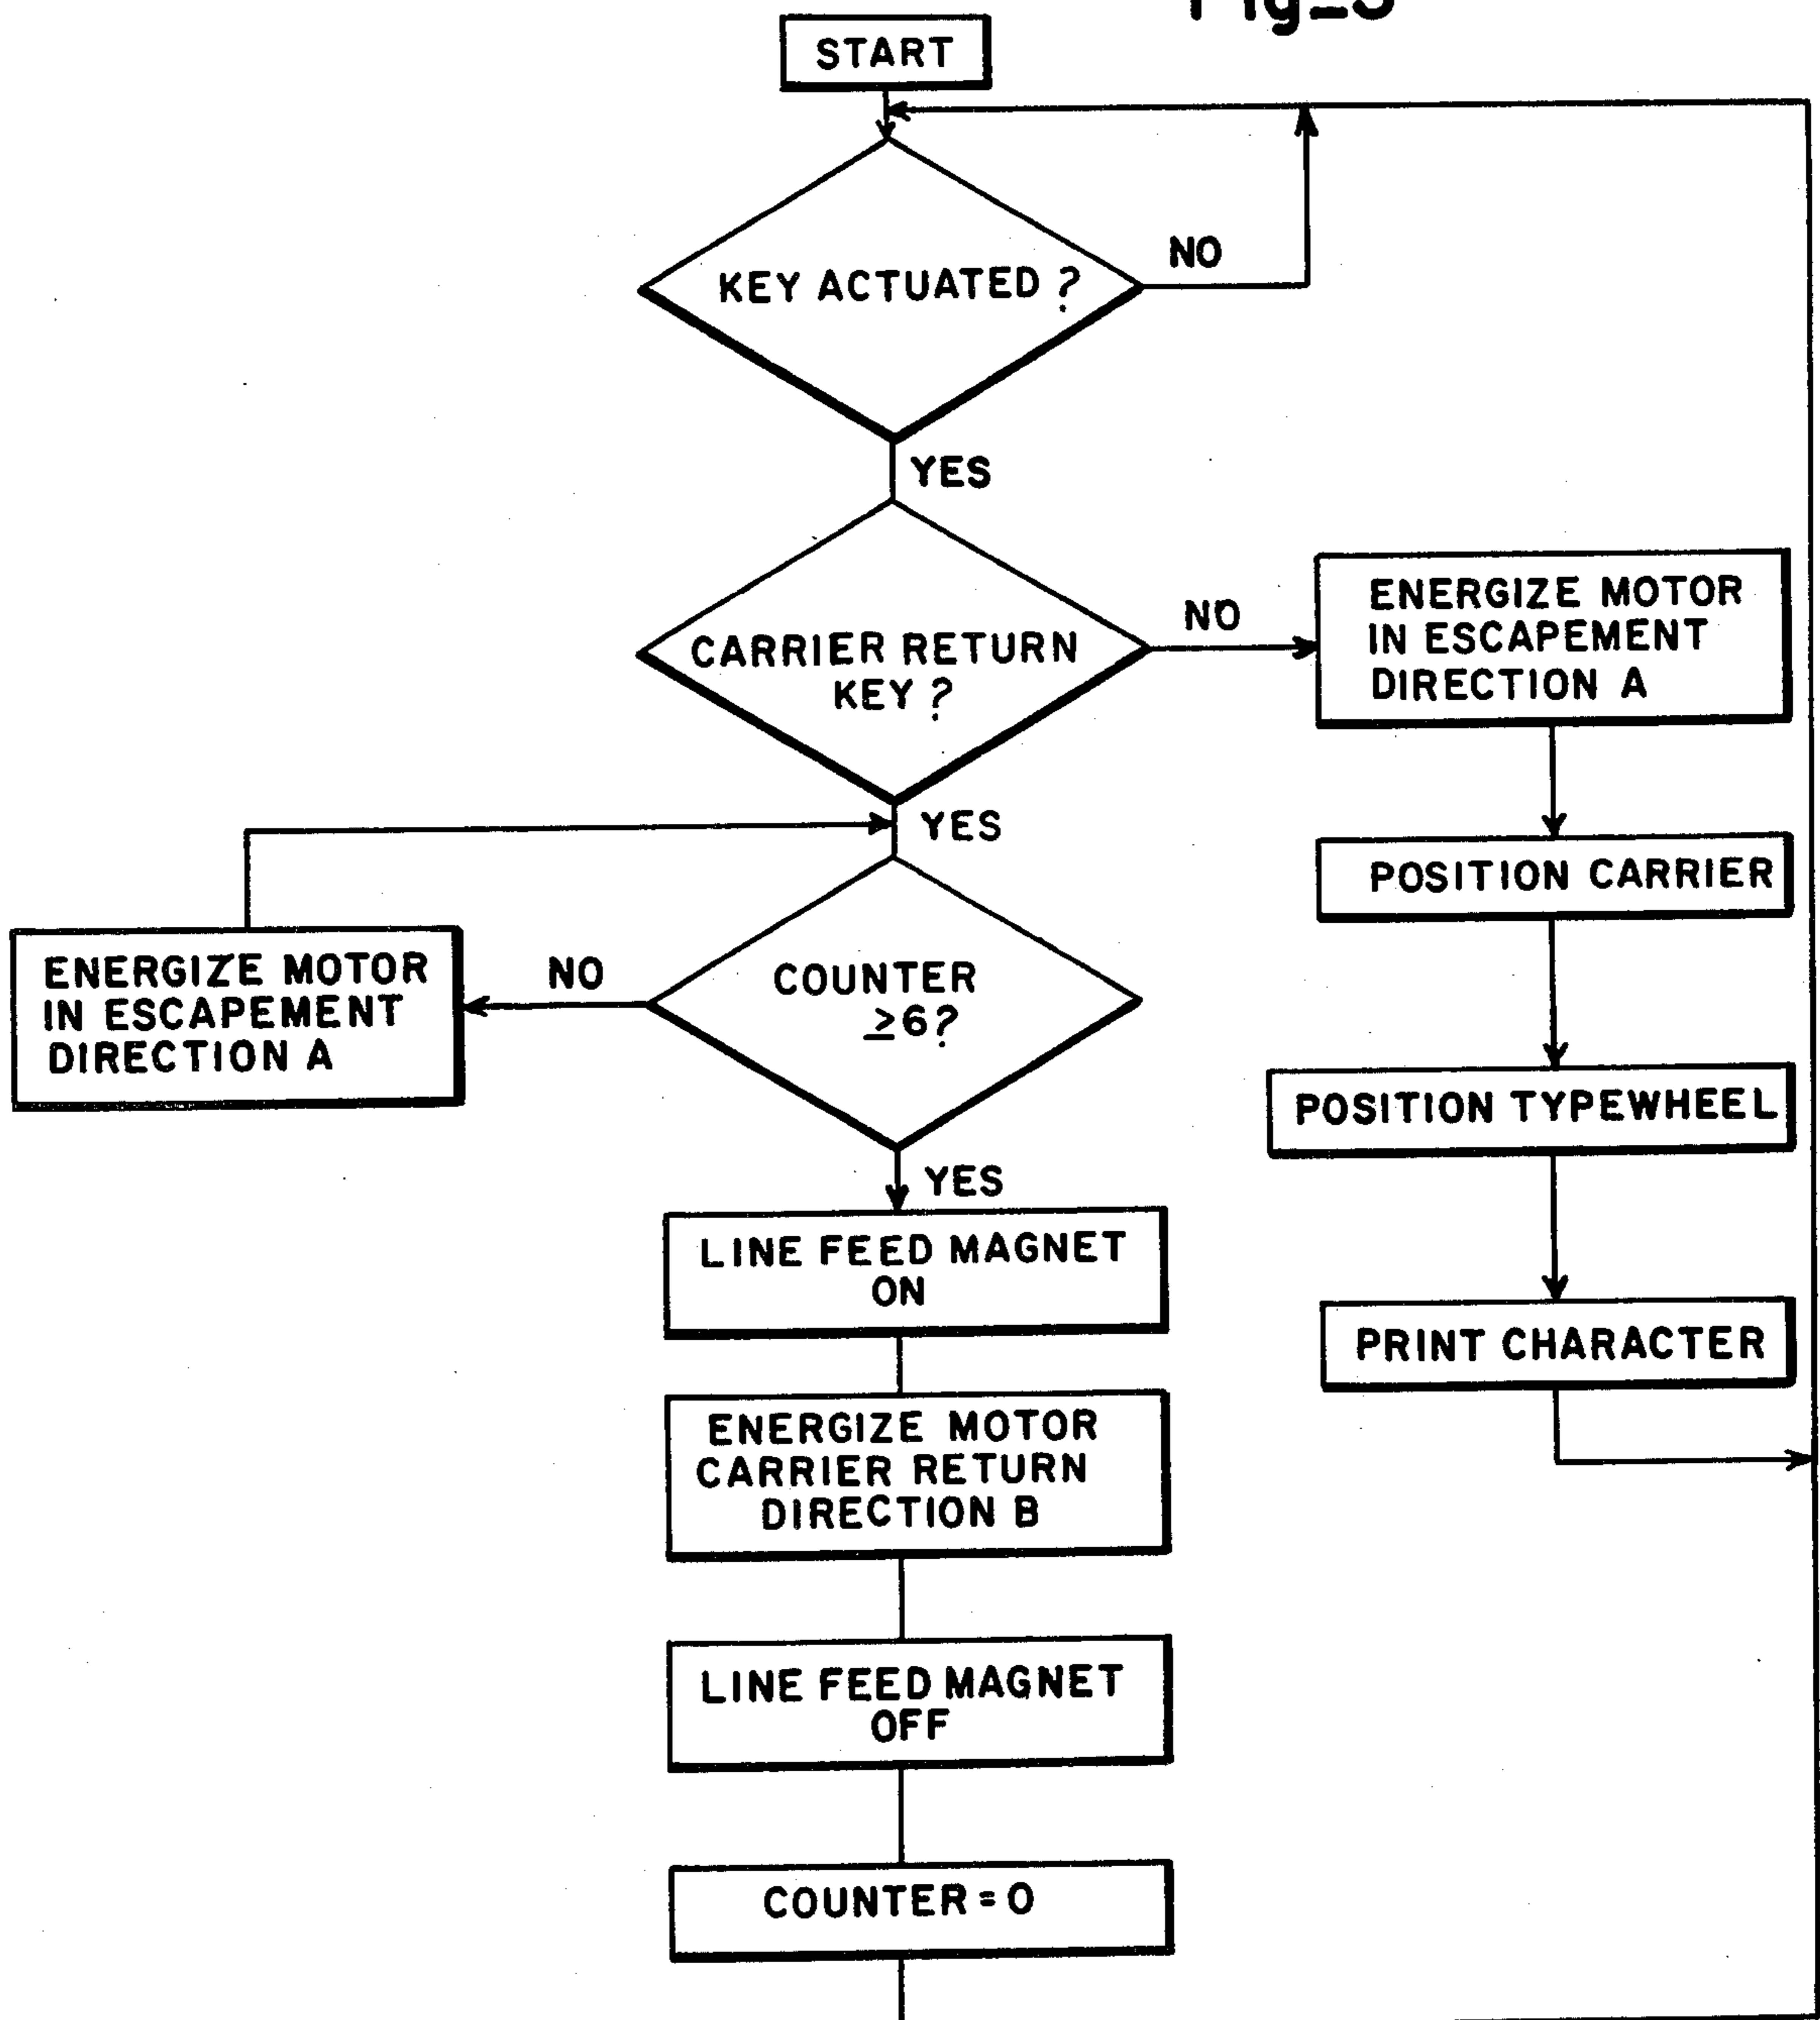 START
KEY ACTUATED ?
NO
YES
CARRIER RETURN
KEY ?
NO
ENERGIZE MOTOR
IN ESCAPEMENT
DIRECTION A
YES
POSITION CARRIER
ENERGIZE MOTOR
IN ESCAPEMENT
DIRECTION A
NO
COUNTER
≥6?
POSITION TYPEWHEEL
YES
LINE FEED MAGNET
ON
PRINT CHARACTER
ENERGIZE MOTOR
CARRIER RETURN
DIRECTION B
LINE FEED MAGNET
OFF
COUNTER = 0